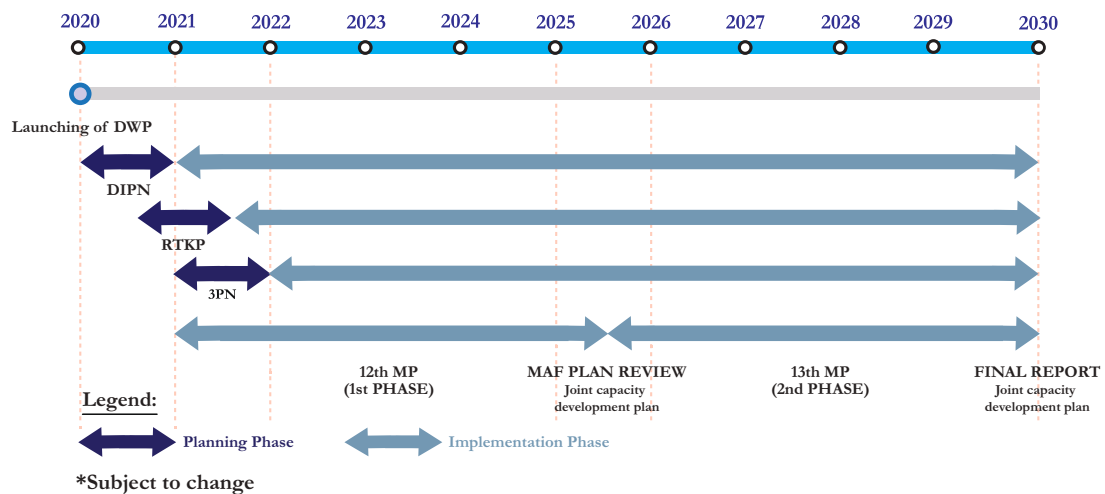 2020 2021 2022 2023 2024 2025 2026 2027 2028 2029 2030
Launching of DWP
DIPN
RTKP
3PN
12th MP
(1st PHASE)
MAF PLAN REVIEW
Joint capacity
development plan
13th MP
(2nd PHASE)
FINAL REPORT
Joint capacity
development plan
Legend:
Planning Phase
Implementation Phase
*Subject to change